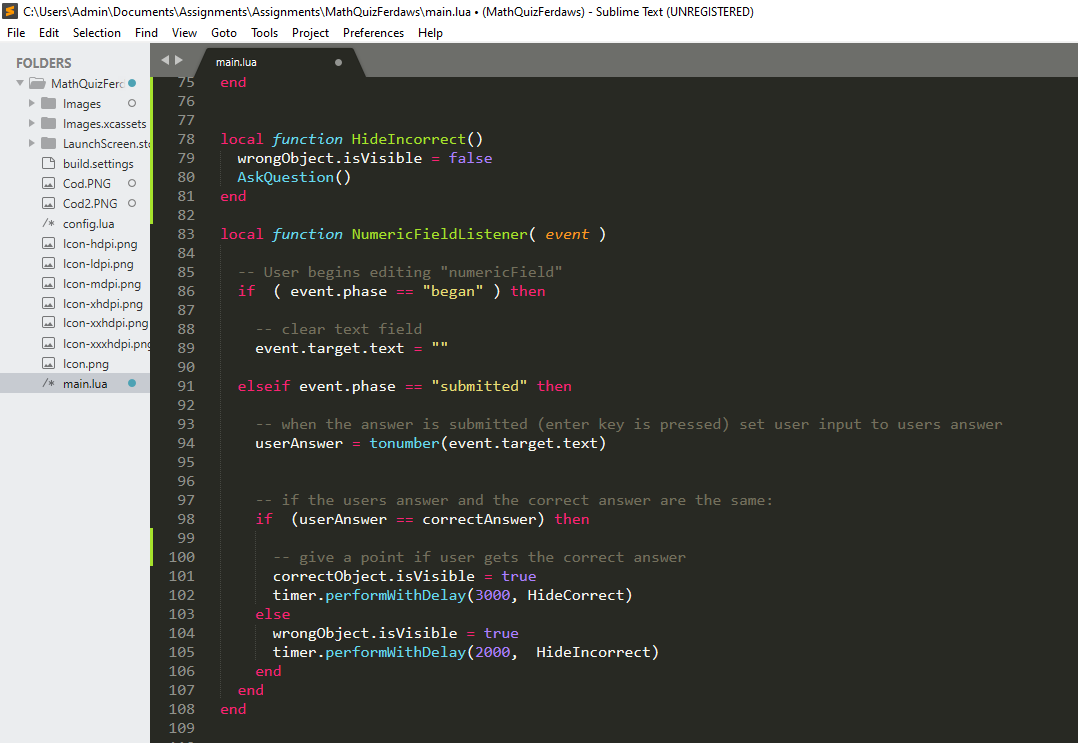 C:\Users\Admin\Documents\Assignments\Assignments\MathQuizFerdaws\main.lua • (MathQuizFerdaws) - Sublime Text (UNREGISTERED)
File Edit Selection Find View Goto Tools Project Preferences Help
FOLDERS
MathQuizFerd
Images
Images.xcassets
LaunchScreen.sto
build.settings
Cod.PNG
Cod2.PNG
/* config.lua
Icon-hdpi.png
Icon-ldpi.png
Icon-mdpi.png
Icon-xhdpi.png
Icon-xxhdpi.png
Icon-xxxhdpi.png
Icon.png
/* main.lua
main.lua
75 end
76
77
78 local function HideIncorrect()
79 wrongObject.isVisible = false
80 AskQuestion()
81 end
82
83 local function NumericFieldListener( event )
84
85 -- User begins editing "numericField"
86 if ( event.phase == "began" ) then
87
88 -- clear text field
89 event.target.text = ""
90
91 elseif event.phase == "submitted" then
92
93 -- when the answer is submitted (enter key is pressed) set user input to users answer
94 userAnswer = tonumber(event.target.text)
95
96
97 -- if the users answer and the correct answer are the same:
98 if (userAnswer == correctAnswer) then
99
100 -- give a point if user gets the correct answer
101 correctObject.isVisible = true
102 timer.performWithDelay(3000, HideCorrect)
103 else
104 wrongObject.isVisible = true
105 timer.performWithDelay(2000, HideIncorrect)
106 end
107 end
108 end
109